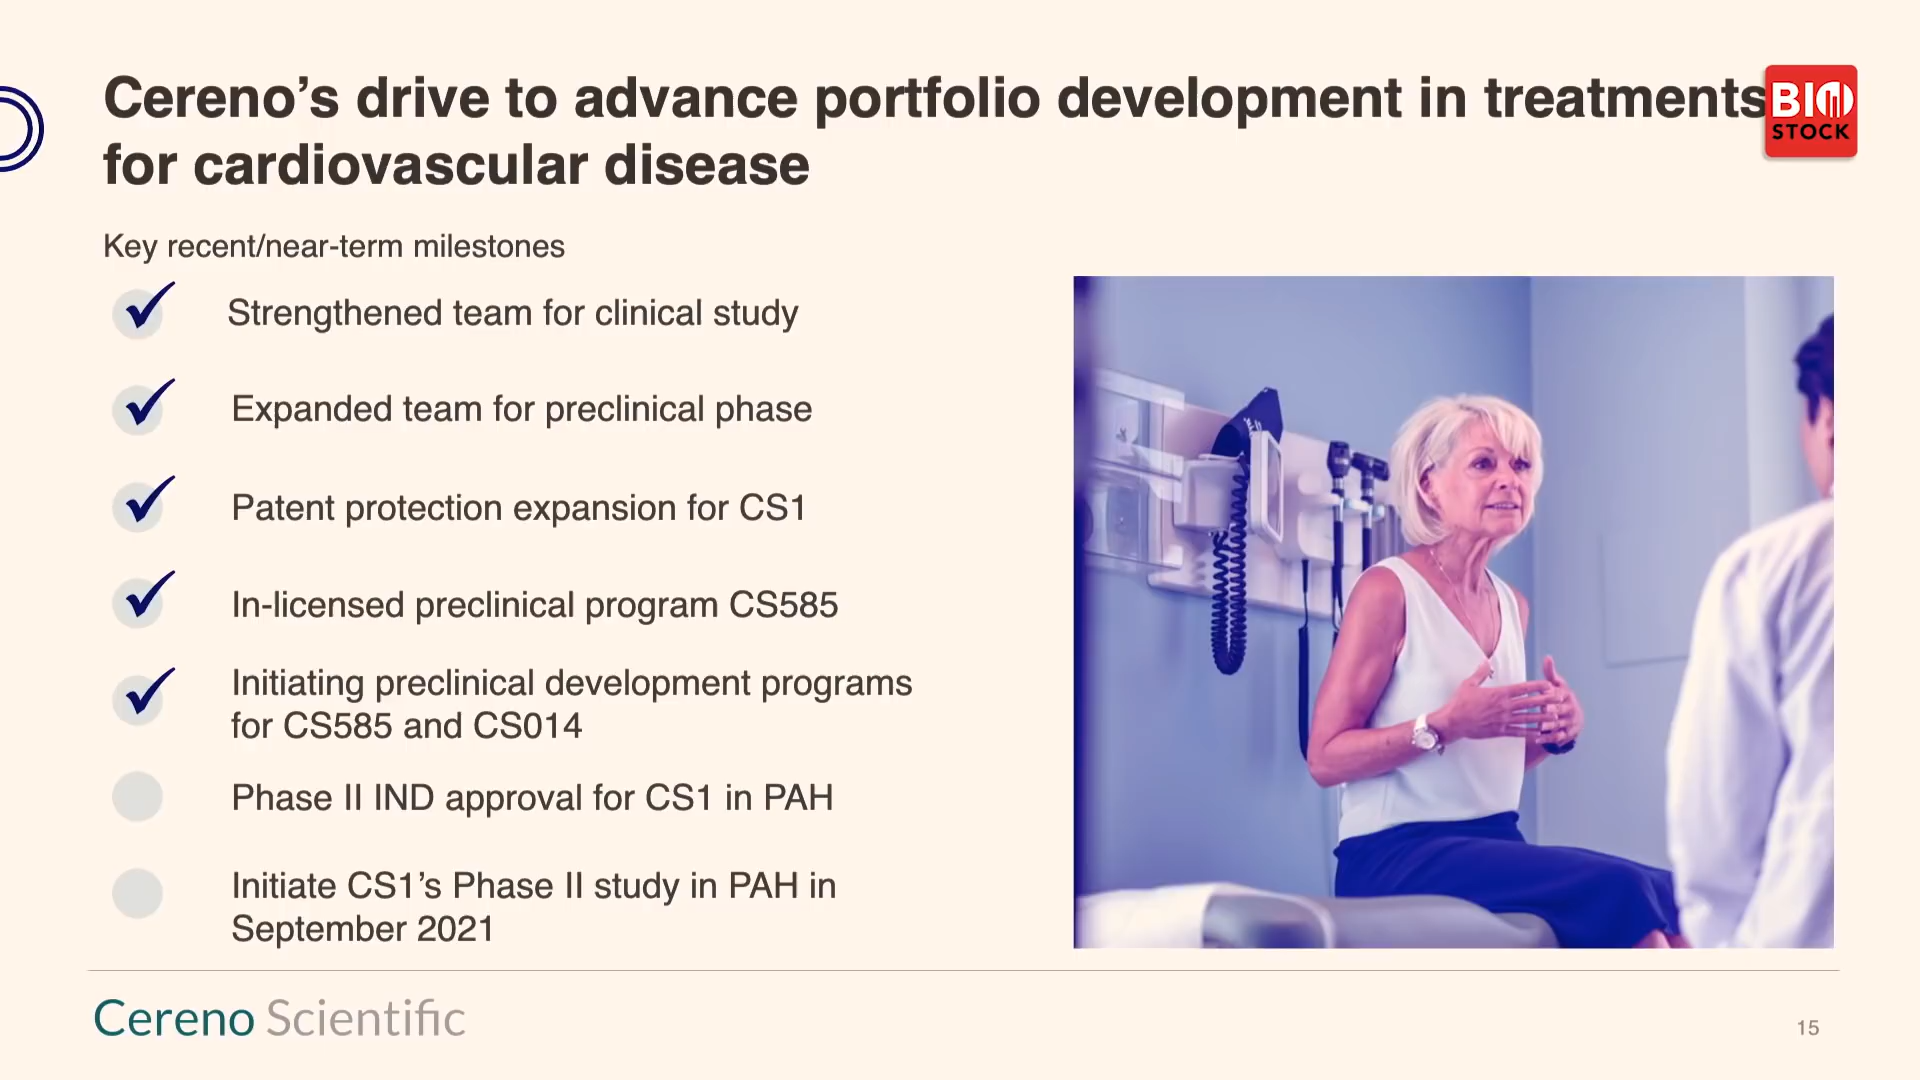 Cereno’s drive to advance portfolio development in treatments
for cardiovascular disease
BIO
STOCK
Key recent/near-term milestones
Strengthened team for clinical study
Expanded team for preclinical phase
Patent protection expansion for CS1
In-licensed preclinical program CS585
Initiating preclinical development programs
for CS585 and CS014
Phase II IND approval for CS1 in PAH
Initiate CS1’s Phase II study in PAH in
September 2021
Cereno Scientific
15